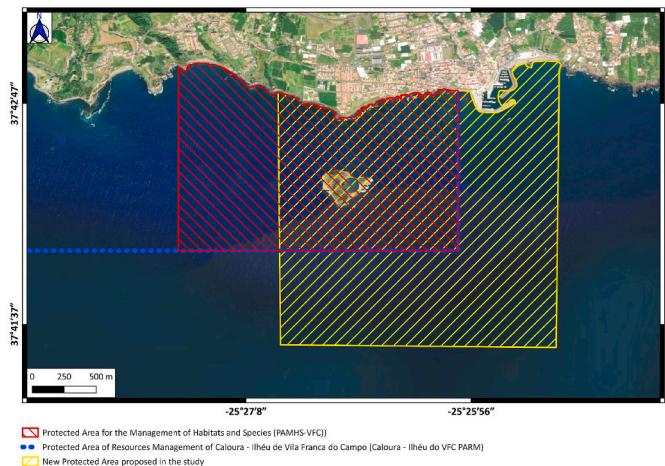 37°42'47"
37°41'37"
0 250 500 m
-25°27'8" -25°25'56"
Protected Area for the Management of Habitats and Species (PAMHS-VFC))
Protected Area of Resources Management of Caloura - Ilhéu de Vila Franca do Campo (Caloura - Ilhéu do VFC PARM)
New Protected Area proposed in the study